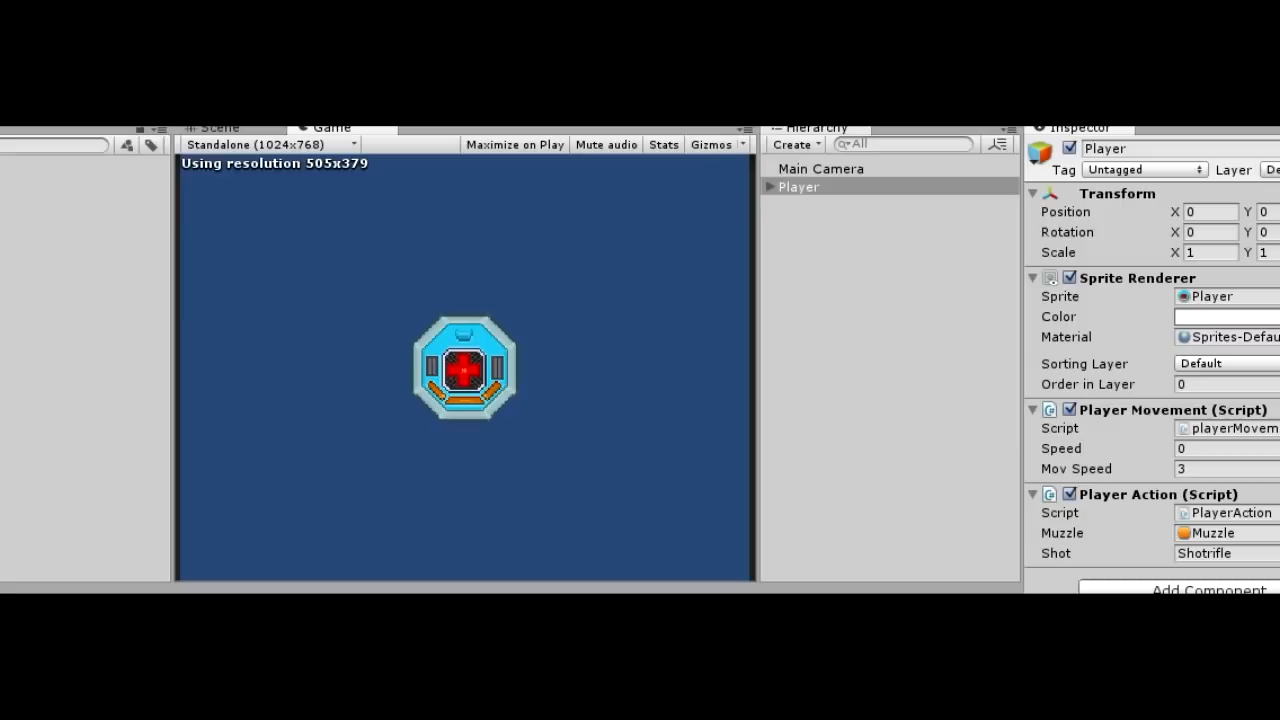 Scene Game
Standalone (1024x768) Maximize on Play Mute audio Stats Gizmos
Using resolution 505x379
Hierarchy
Create All
Main Camera
Player
Inspector
Player
Tag Untagged Layer De
Transform
Position X 0 Y 0
Rotation X 0 Y 0
Scale X 1 Y 1
Sprite Renderer
Sprite Player
Color
Material Sprites-Defau
Sorting Layer Default
Order in Layer 0
Player Movement (Script)
Script playerMovem
Speed 0
Mov Speed 3
Player Action (Script)
Script PlayerAction
Muzzle Muzzle
Shot Shotrifle
Add Component